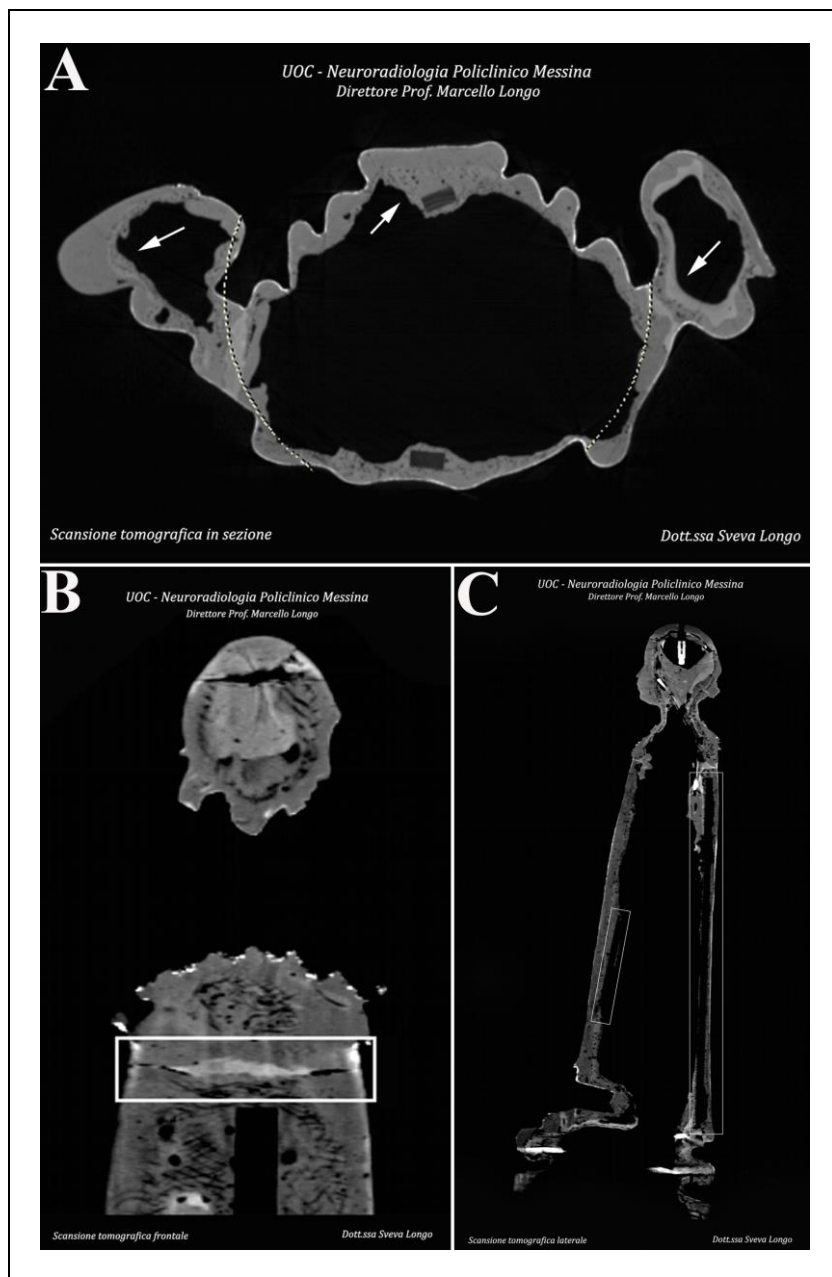 A
UOC - Neuroradiologia Policlinico Messina
Direttore Prof. Marcello Longo
Scansione tomografica in sezione
Dott.ssa Sveva Longo
B
UOC - Neuroradiologia Policlinico Messina
Direttore Prof. Marcello Longo
Scansione tomografica frontale
Dott.ssa Sveva Longo
C
UOC - Neuroradiologia Policlinico Messina
Direttore Prof. Marcello Longo
Scansione tomografica laterale
Dott.ssa Sveva Longo